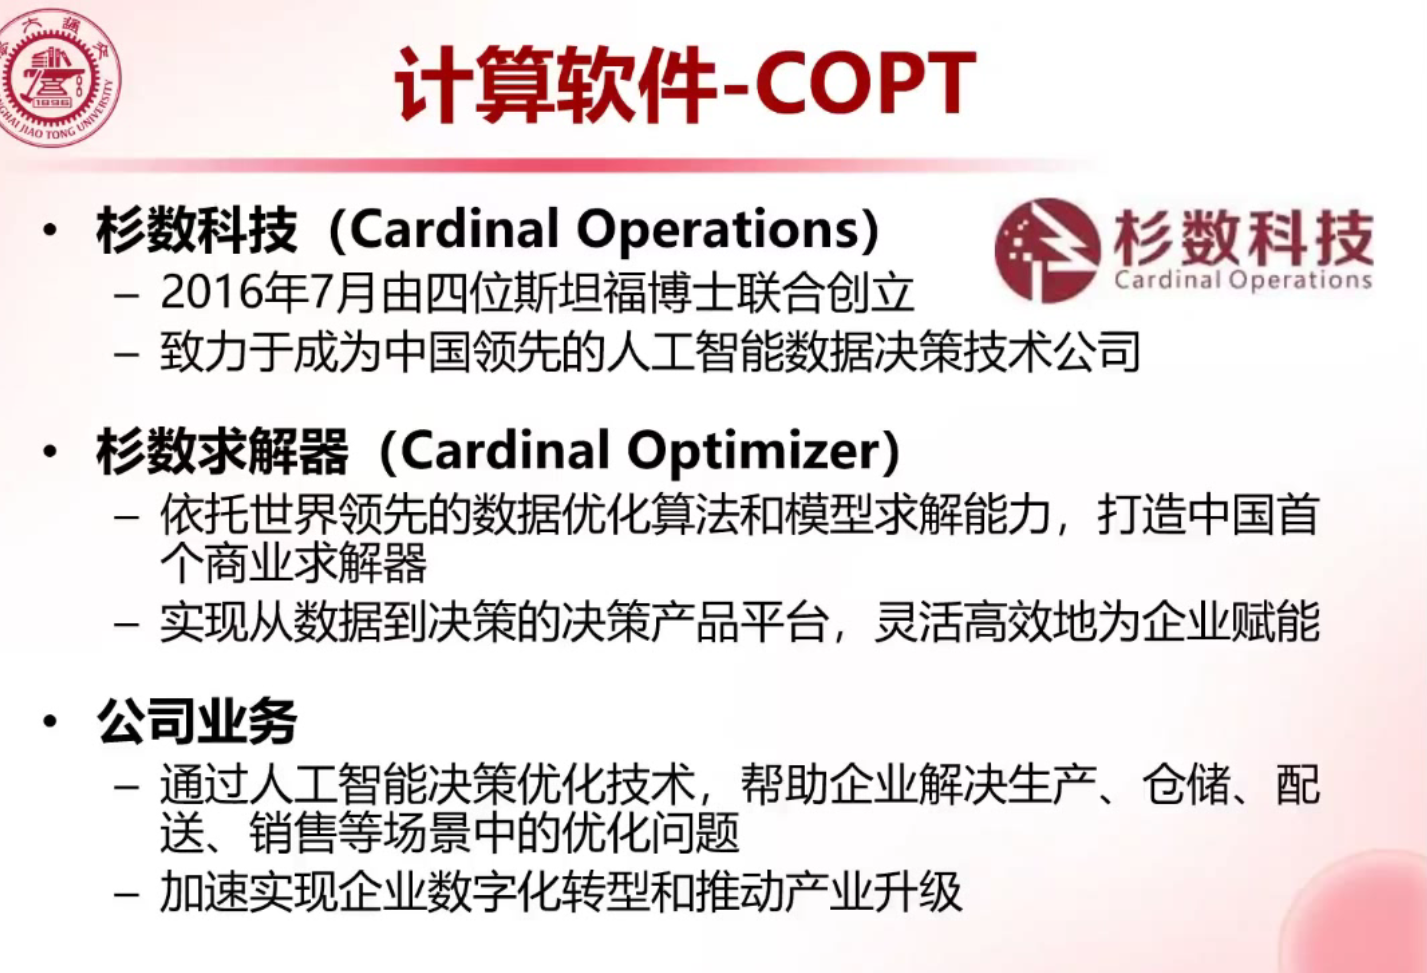 计算软件-COPT
1896
JIAO TONG UNIVERSITY
• 杉数科技（Cardinal Operations）
杉数科技
Cardinal Operations
– 2016年7月由四位斯坦福博士联合创立
– 致力于成为中国领先的人工智能数据决策技术公司
• 杉数求解器（Cardinal Optimizer）
– 依托世界领先的数据优化算法和模型求解能力，打造中国首
个商业求解器
– 实现从数据到决策的决策产品平台，灵活高效地为企业赋能
• 公司业务
– 通过人工智能决策优化技术，帮助企业解决生产、仓储、配
送、销售等场景中的优化问题
– 加速实现企业数字化转型和推动产业升级